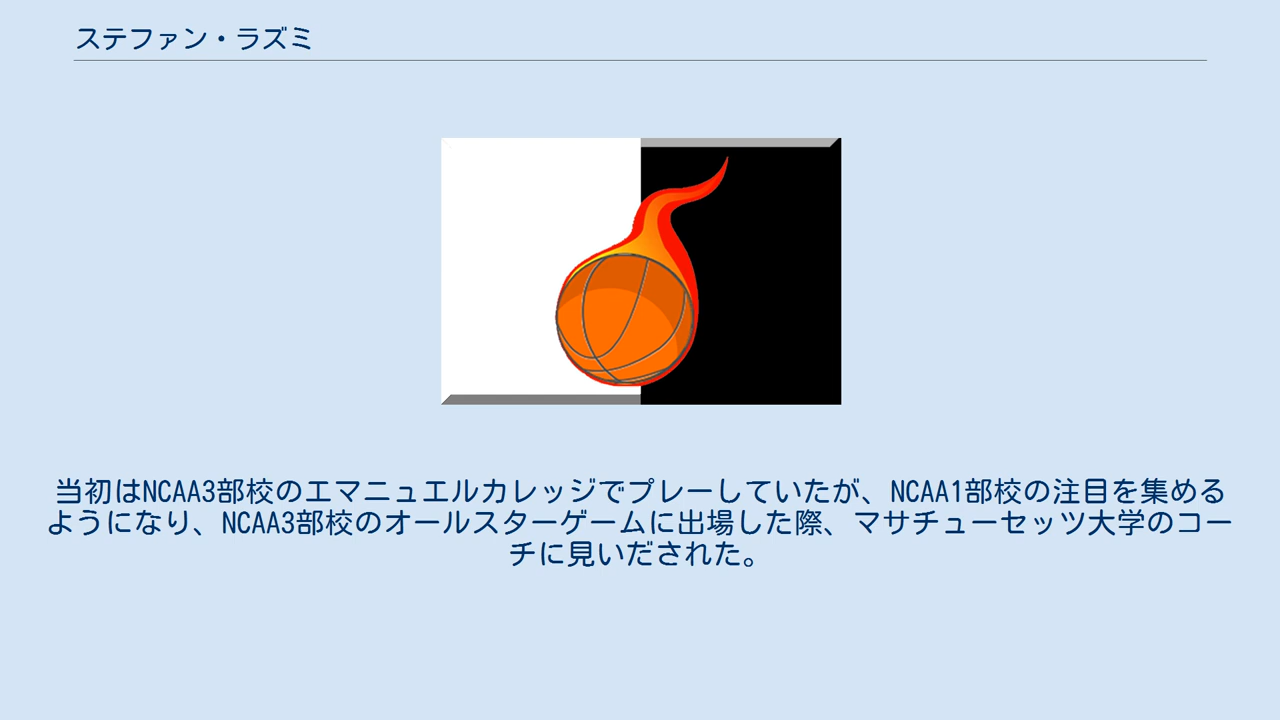 ステファン・ラズミ
当初はNCAA3部校のエマニュエルカレッジでプレーしていたが、NCAA1部校の注目を集める
ようになり、NCAA3部校のオールスターゲームに出場した際、マサチューセッツ大学のコー
チに見いだされた。